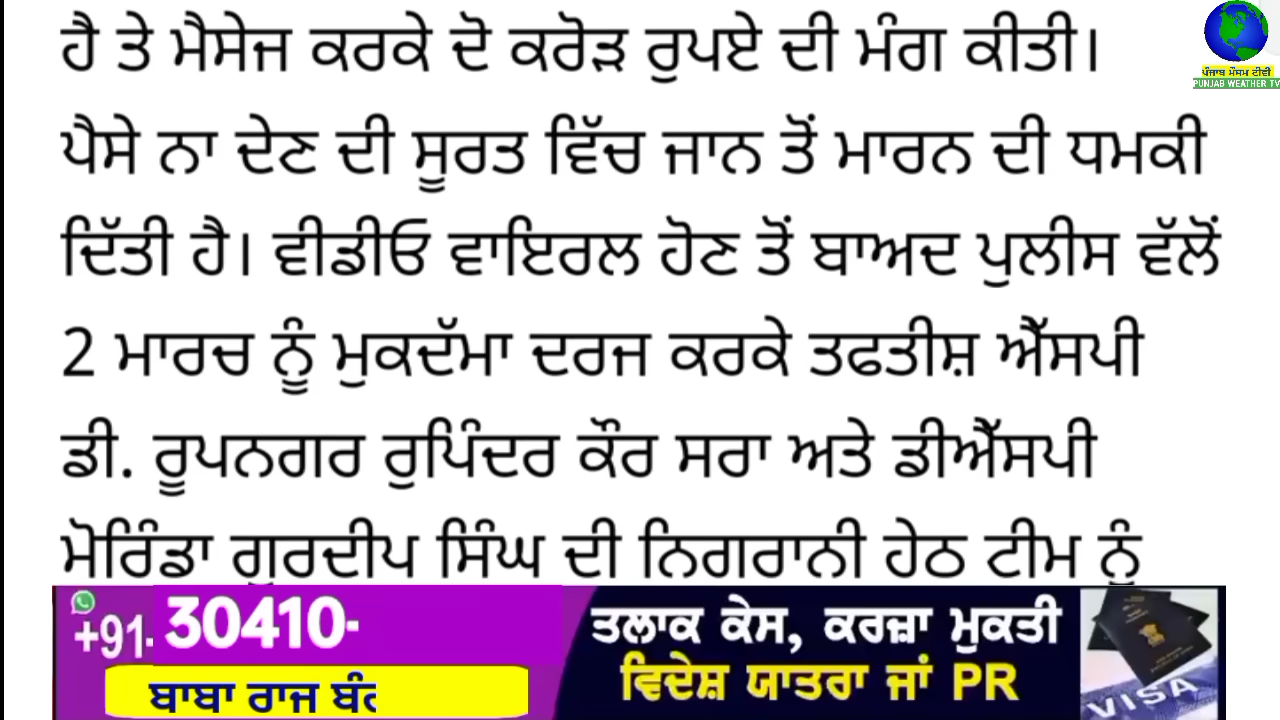 ਹੈ ਤੇ ਮੈਸੇਜ ਕਰਕੇ ਦੋ ਕਰੋੜ ਰੁਪਏ ਦੀ ਮੰਗ ਕੀਤੀ।
ਪੰਜਾਬ ਮੌਸਮ ਟੀਵੀ
PUNJAB WEATHER TV
ਪੈਸੇ ਨਾ ਦੇਣ ਦੀ ਸੂਰਤ ਵਿੱਚ ਜਾਨ ਤੋਂ ਮਾਰਨ ਦੀ ਧਮਕੀ
ਦਿੱਤੀ ਹੈ। ਵੀਡੀਓ ਵਾਇਰਲ ਹੋਣ ਤੋਂ ਬਾਅਦ ਪੁਲੀਸ ਵੱਲੋਂ
2 ਮਾਰਚ ਨੂੰ ਮੁਕਦੱਮਾ ਦਰਜ ਕਰਕੇ ਤਫਤੀਸ਼ ਐੱਸਪੀ
ਡੀ. ਰੂਪਨਗਰ ਰੁਪਿੰਦਰ ਕੌਰ ਸਰਾ ਅਤੇ ਡੀਐੱਸਪੀ
ਮੋਰਿੰਡਾ ਗੁਰਦੀਪ ਸਿੰਘ ਦੀ ਨਿਗਰਾਨੀ ਹੇਠ ਟੀਮ ਨੂੰ
+91-30410-
ਬਾਬਾ ਰਾਜ
ਤਲਾਕ ਕੇਸ, ਕਰਜ਼ਾ ਮੁਕਤੀ
ਵਿਦੇਸ਼ ਯਾਤਰਾ ਜਾਂ PR
VISA